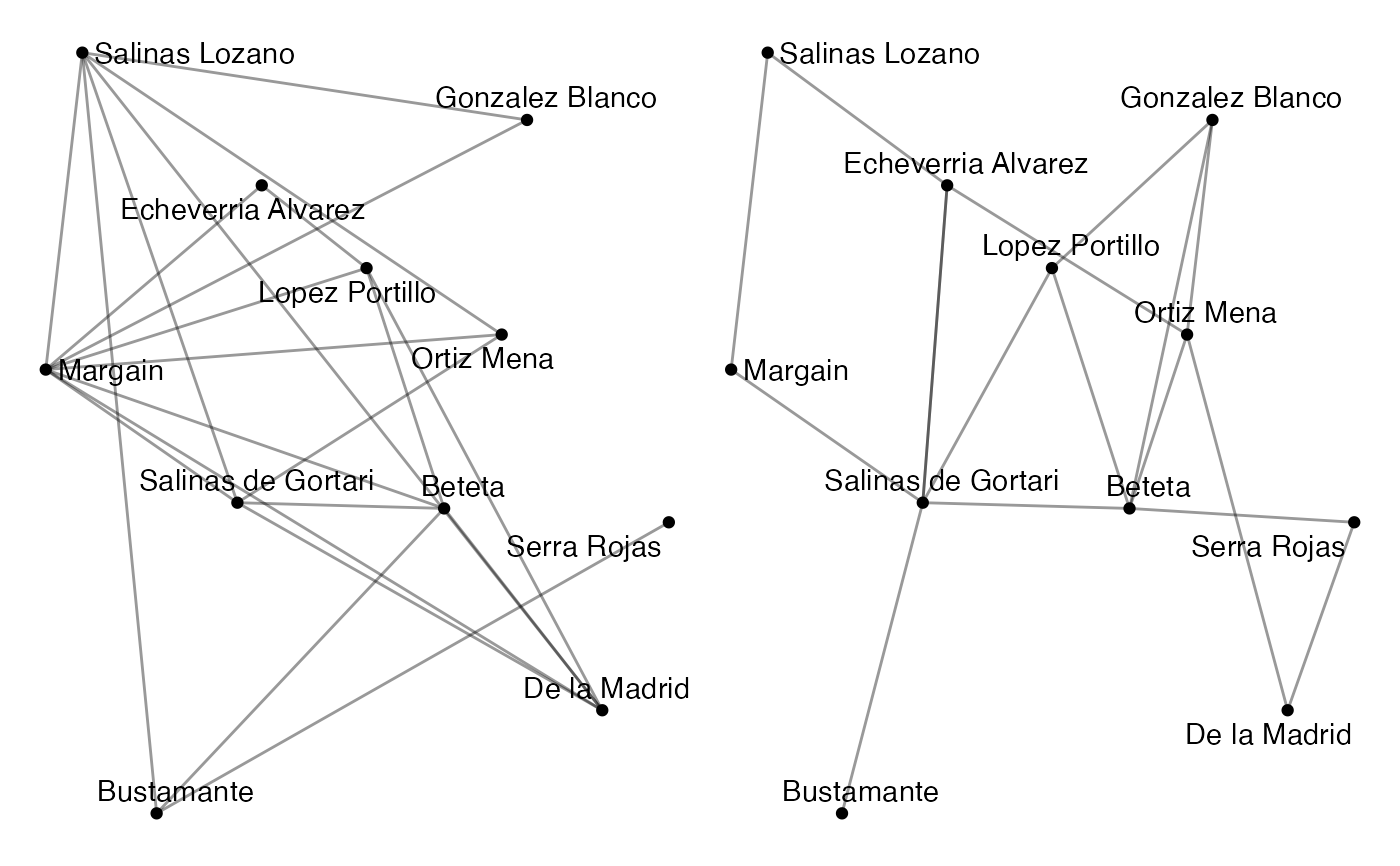 Salinas Lozano
Gonzalez Blanco
Echeverria Alvarez
Lopez Portillo
Ortiz Mena
Margain
Salinas de Gortari
Beteta
Serra Rojas
De la Madrid
Bustamante
Salinas Lozano
Gonzalez Blanco
Echeverria Alvarez
Lopez Portillo
Ortiz Mena
Margain
Salinas de Gortari
Beteta
Serra Rojas
De la Madrid
Bustamante